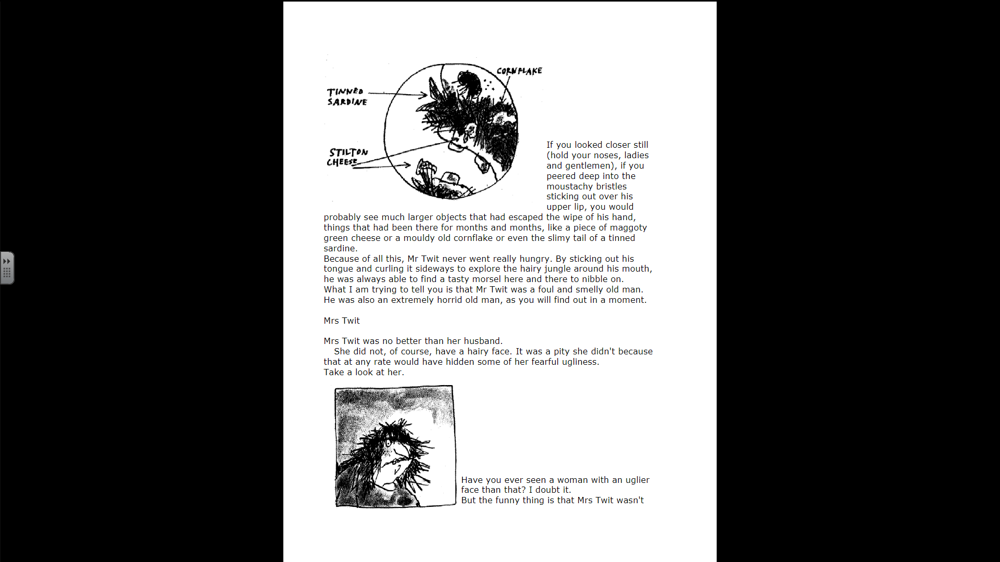 CORNFLAKE
TINNED
SARDINE
STILTON
CHEESE
If you looked closer still
(hold your noses, ladies
and gentlemen), if you
peered deep into the
moustachy bristles
sticking out over his
upper lip, you would
probably see much larger objects that had escaped the wipe of his hand,
things that had been there for months and months, like a piece of maggoty
green cheese or a mouldy old cornflake or even the slimy tail of a tinned
sardine.
Because of all this, Mr Twit never went really hungry. By sticking out his
tongue and curling it sideways to explore the hairy jungle around his mouth,
he was always able to find a tasty morsel here and there to nibble on.
What I am trying to tell you is that Mr Twit was a foul and smelly old man.
He was also an extremely horrid old man, as you will find out in a moment.
Mrs Twit
Mrs Twit was no better than her husband.
She did not, of course, have a hairy face. It was a pity she didn't because
that at any rate would have hidden some of her fearful ugliness.
Take a look at her.
Have you ever seen a woman with an uglier
face than that? I doubt it.
But the funny thing is that Mrs Twit wasn't